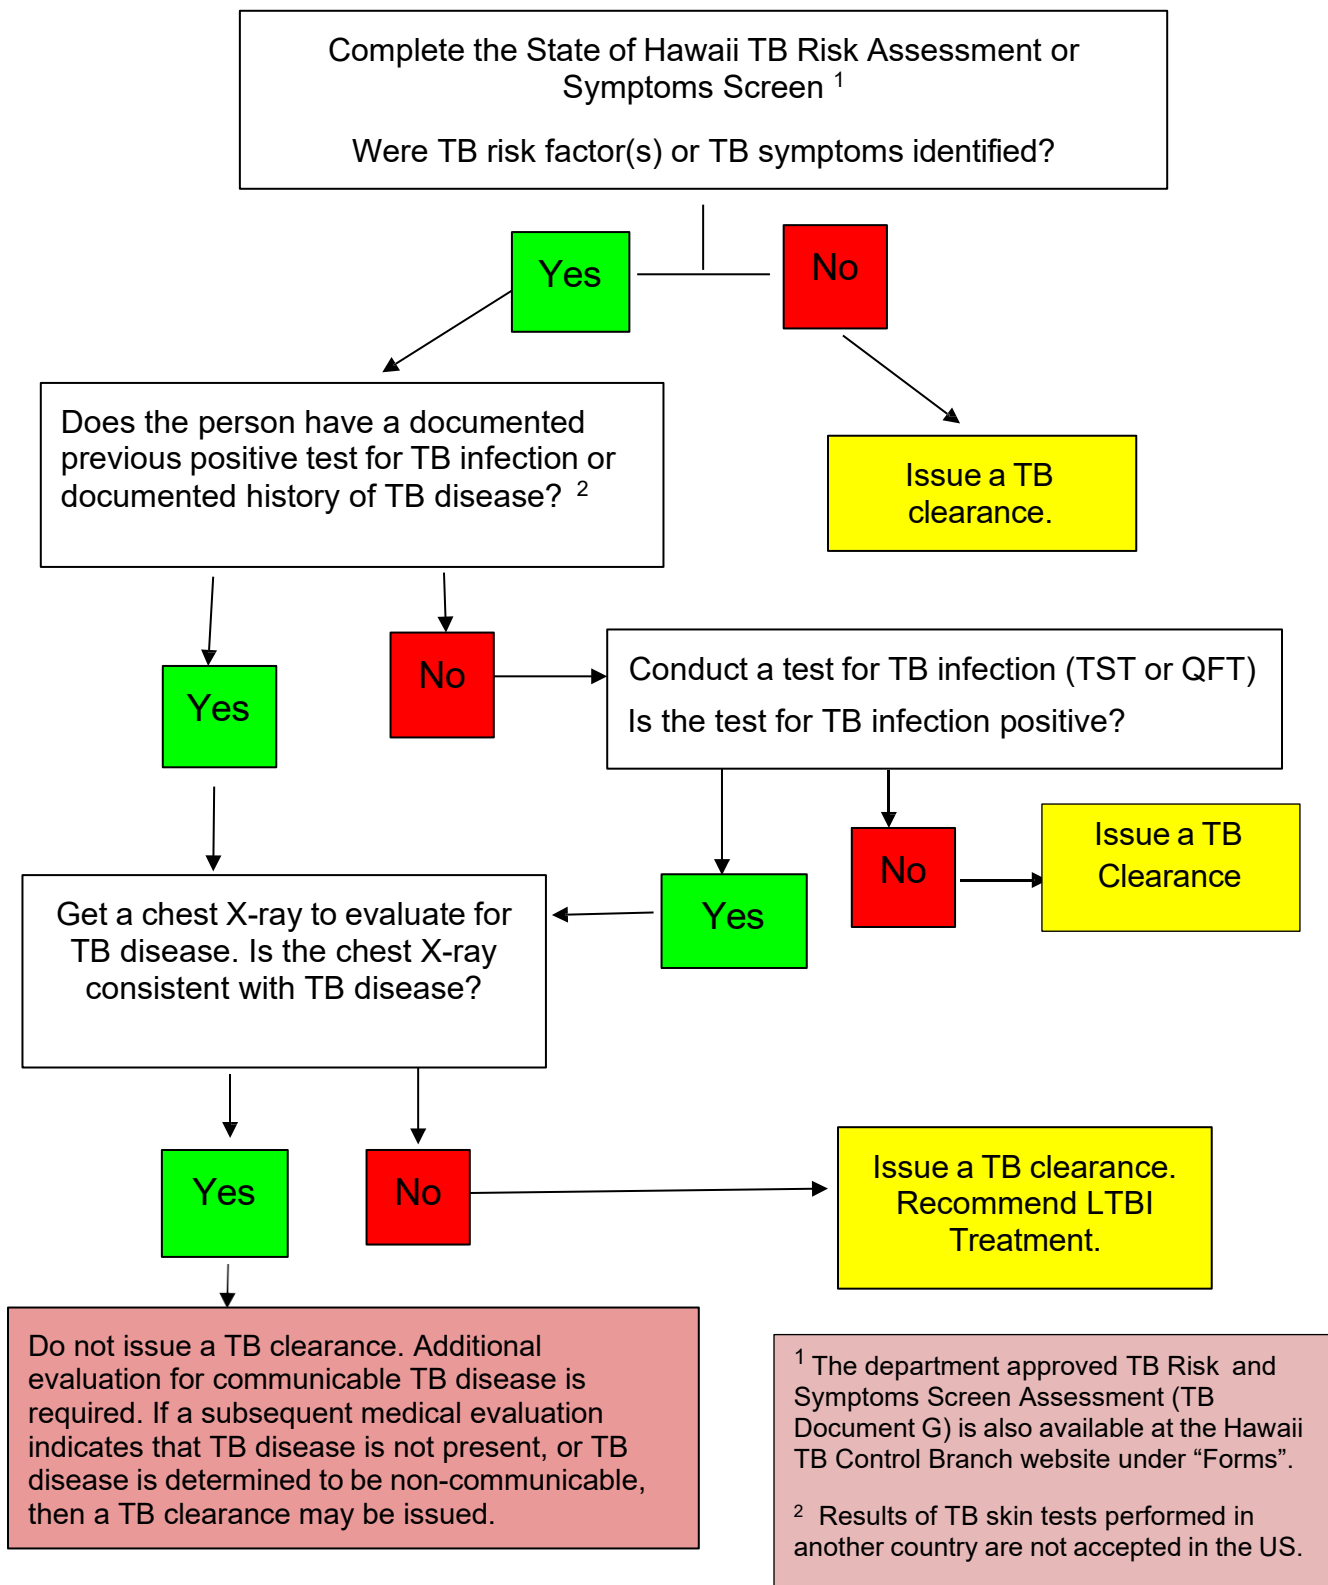 Complete the State of Hawaii TB Risk Assessment or
Symptoms Screen 1
Were TB risk factor(s) or TB symptoms identified?
Yes
No
Does the person have a documented
previous positive test for TB infection or
documented history of TB disease? 2
Issue a TB
clearance.
Yes
No
Conduct a test for TB infection (TST or QFT)
Is the test for TB infection positive?
Yes
No
Issue a TB
Clearance
Get a chest X-ray to evaluate for
TB disease. Is the chest X-ray
consistent with TB disease?
Yes
No
Issue a TB clearance.
Recommend LTBI
Treatment.
Do not issue a TB clearance. Additional
evaluation for communicable TB disease is
required. If a subsequent medical evaluation
indicates that TB disease is not present, or TB
disease is determined to be non-communicable,
then a TB clearance may be issued.
1 The department approved TB Risk and
Symptoms Screen Assessment (TB
Document G) is also available at the Hawaii
TB Control Branch website under “Forms”.
2 Results of TB skin tests performed in
another country are not accepted in the US.